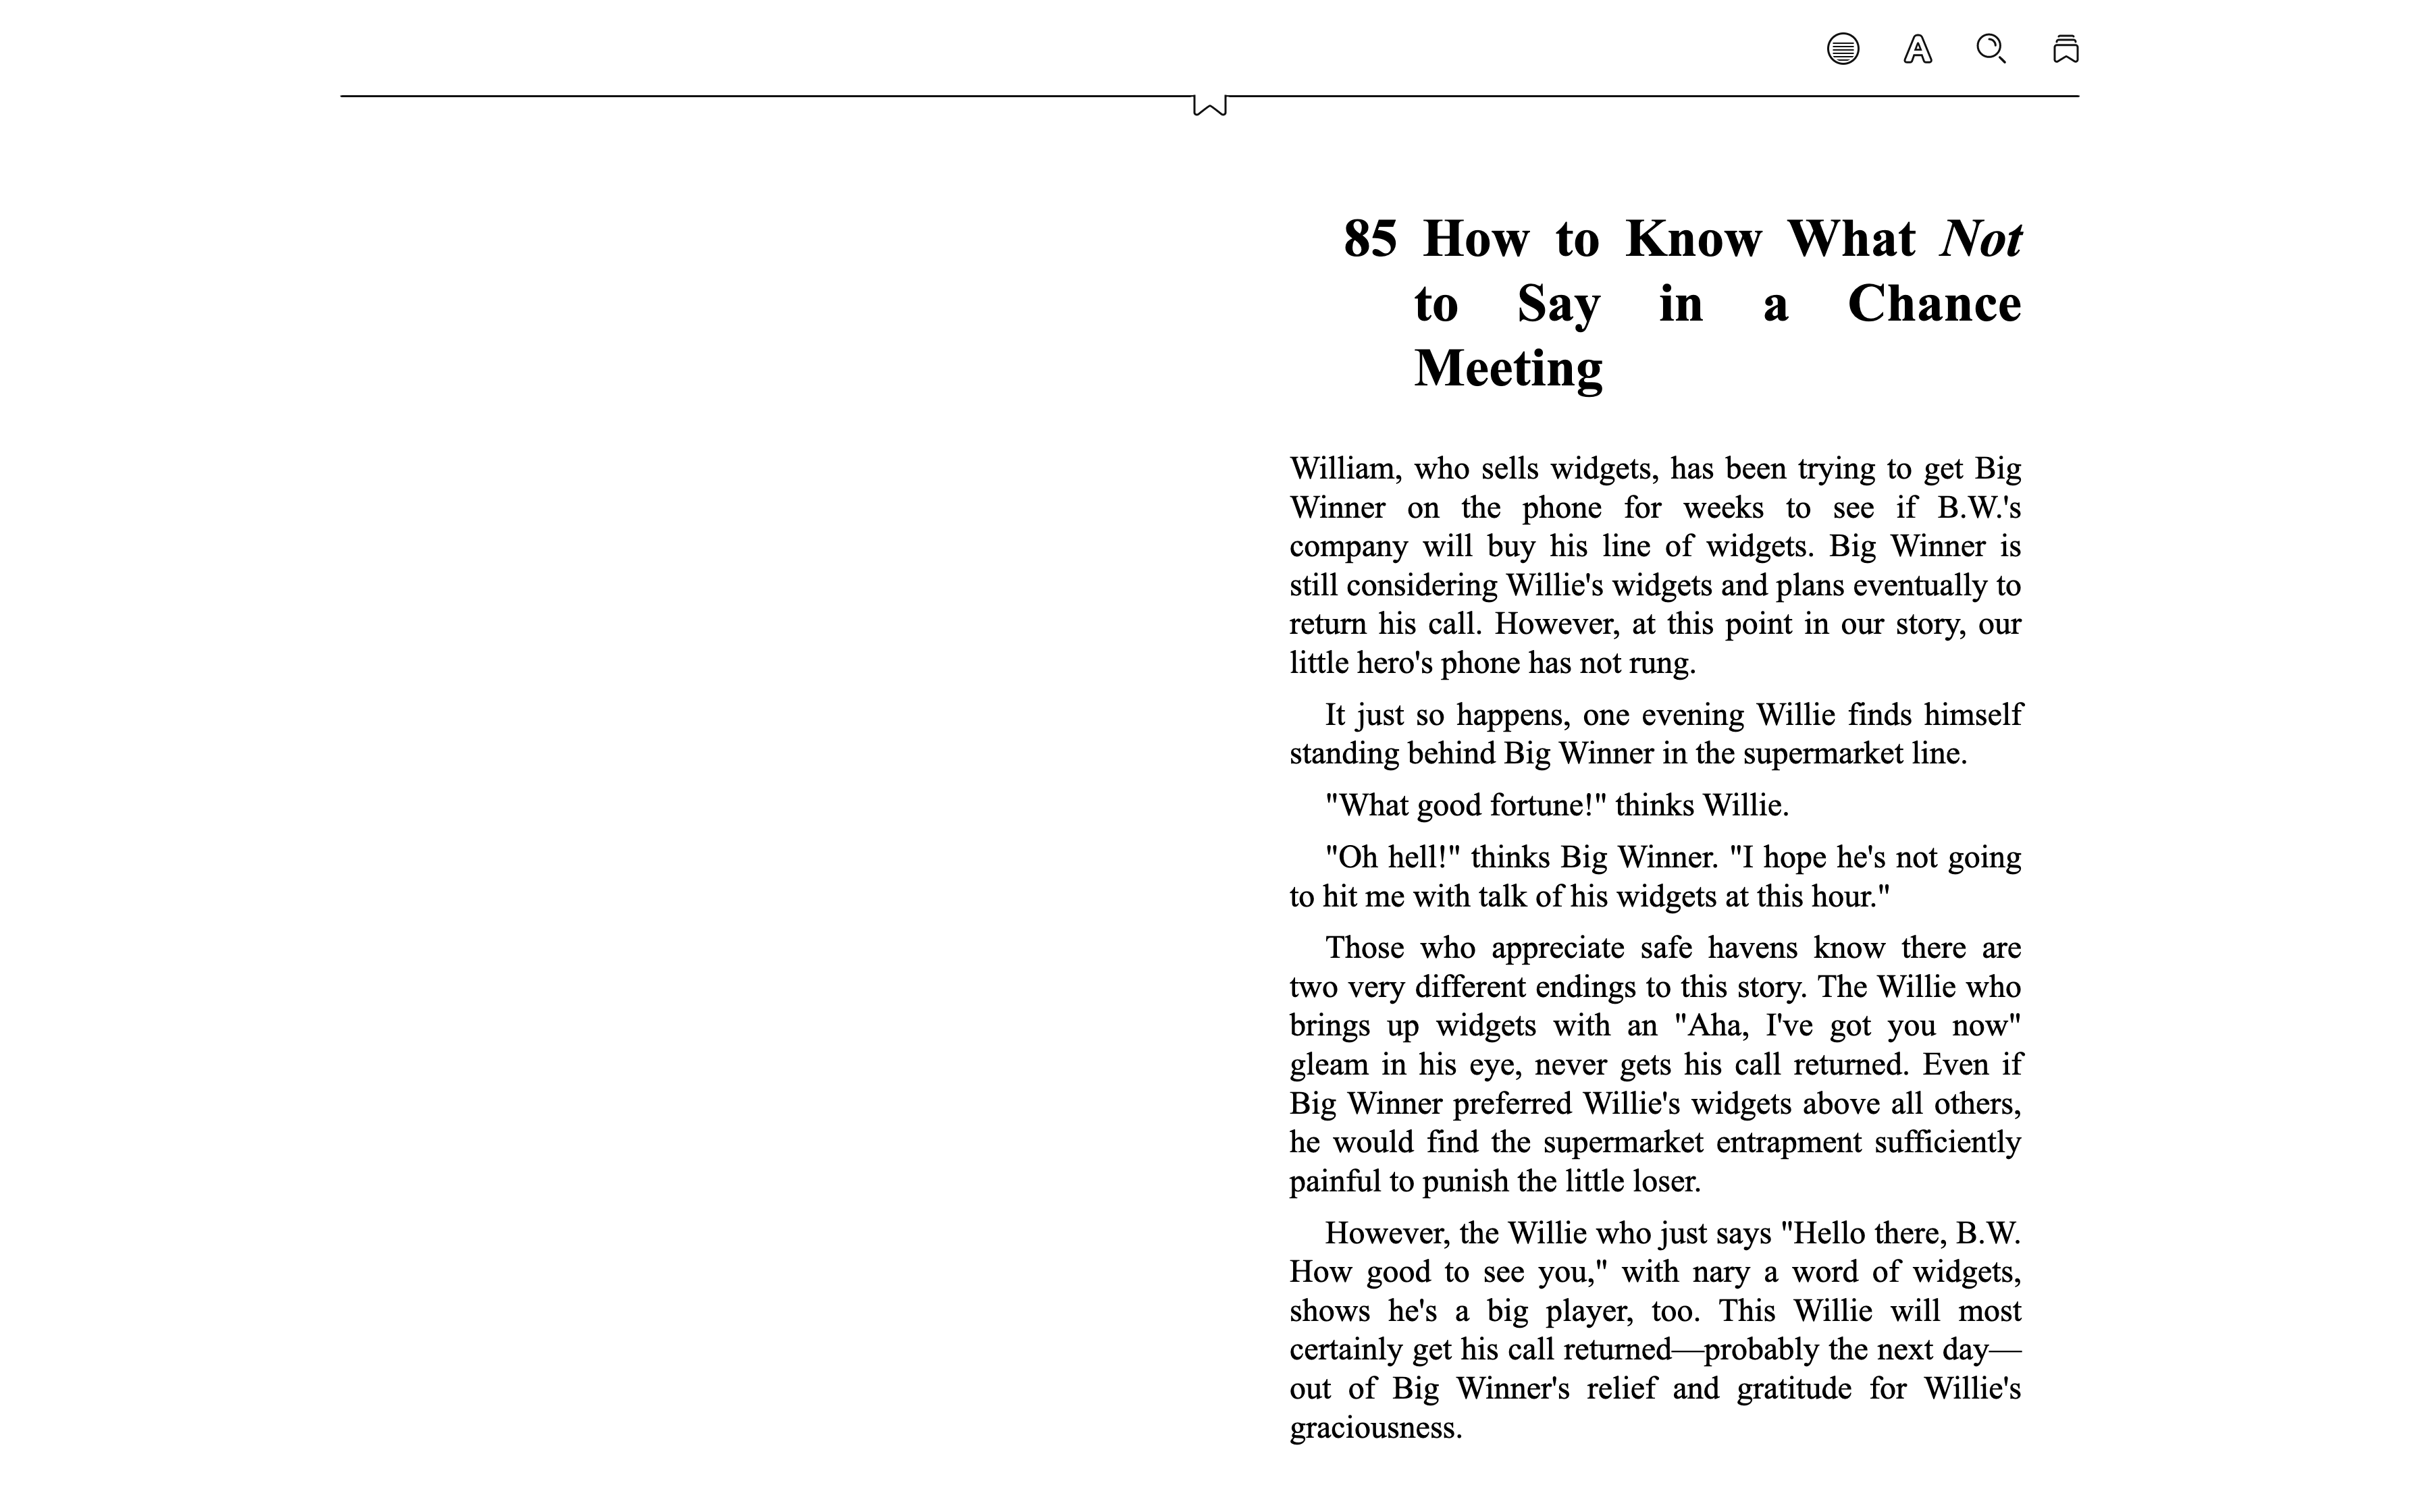 85 How to Know What Not
to Say in a Chance
Meeting
William, who sells widgets, has been trying to get Big
Winner on the phone for weeks to see if B.W.'s
company will buy his line of widgets. Big Winner is
still considering Willie's widgets and plans eventually to
return his call. However, at this point in our story, our
little hero's phone has not rung.
It just so happens, one evening Willie finds himself
standing behind Big Winner in the supermarket line.
"What good fortune!" thinks Willie.
"Oh hell!" thinks Big Winner. "I hope he's not going
to hit me with talk of his widgets at this hour."
Those who appreciate safe havens know there are
two very different endings to this story. The Willie who
brings up widgets with an "Aha, I've got you now"
gleam in his eye, never gets his call returned. Even if
Big Winner preferred Willie's widgets above all others,
he would find the supermarket entrapment sufficiently
painful to punish the little loser.
However, the Willie who just says "Hello there, B.W.
How good to see you," with nary a word of widgets,
shows he's a big player, too. This Willie will most
certainly get his call returned—probably the next day—
out of Big Winner's relief and gratitude for Willie's
graciousness.